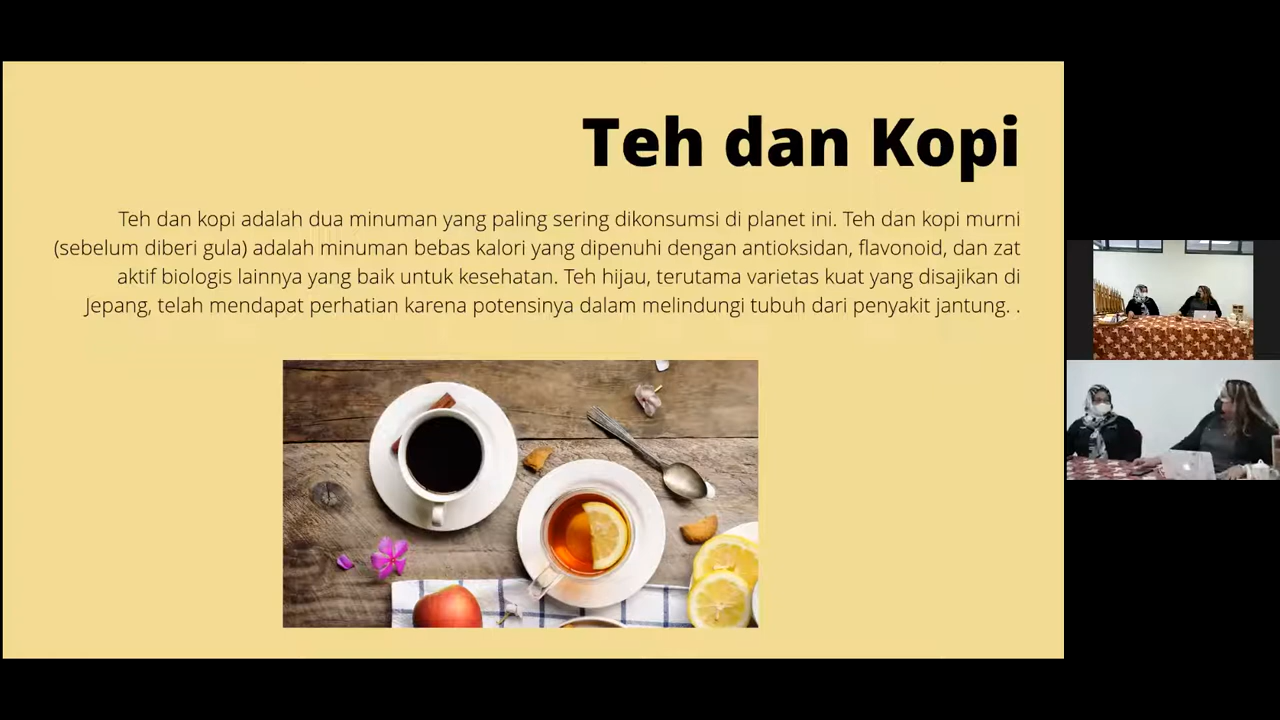 Teh dan Kopi
Teh dan kopi adalah dua minuman yang paling sering dikonsumsi di planet ini. Teh dan kopi murni
(sebelum diberi gula) adalah minuman bebas kalori yang dipenuhi dengan antioksidan, flavonoid, dan zat
aktif biologis lainnya yang baik untuk kesehatan. Teh hijau, terutama varietas kuat yang disajikan di
Jepang, telah mendapat perhatian karena potensinya dalam melindungi tubuh dari penyakit jantung. .